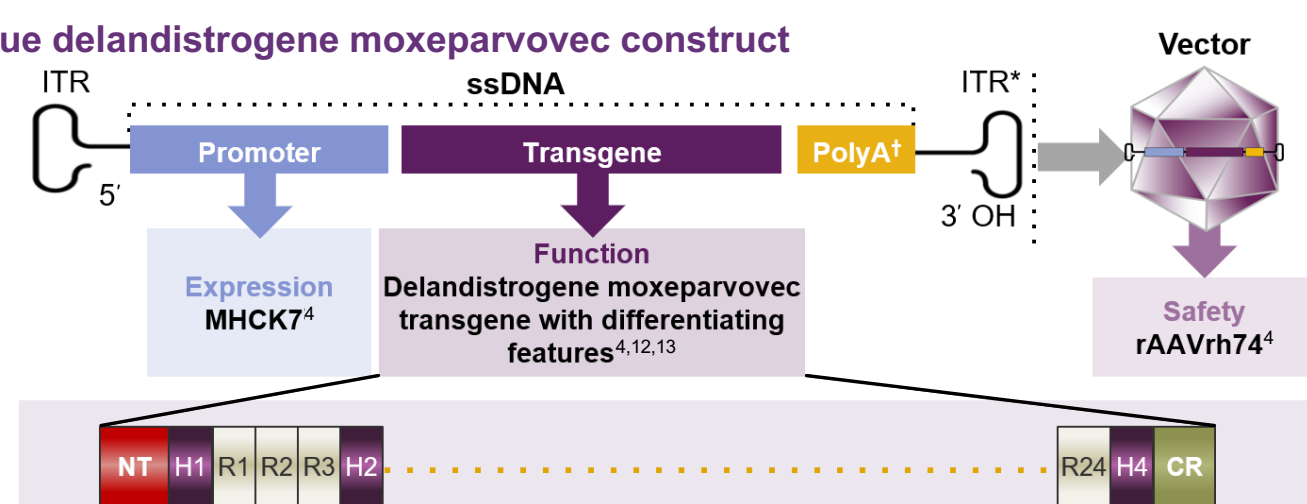 ue delandistrogene moxeparvovec construct
Vector
ITR
ssDNA
ITR*
Promoter
Transgene
PolyA†
5′
3′ OH
Expression
MHCK7⁴
Function
Delandistrogene moxeparvovec
transgene with differentiating
features⁴,¹²,¹³
Safety
rAAVrh74⁴
NT H1 R1 R2 R3 H2 R24 H4 CR